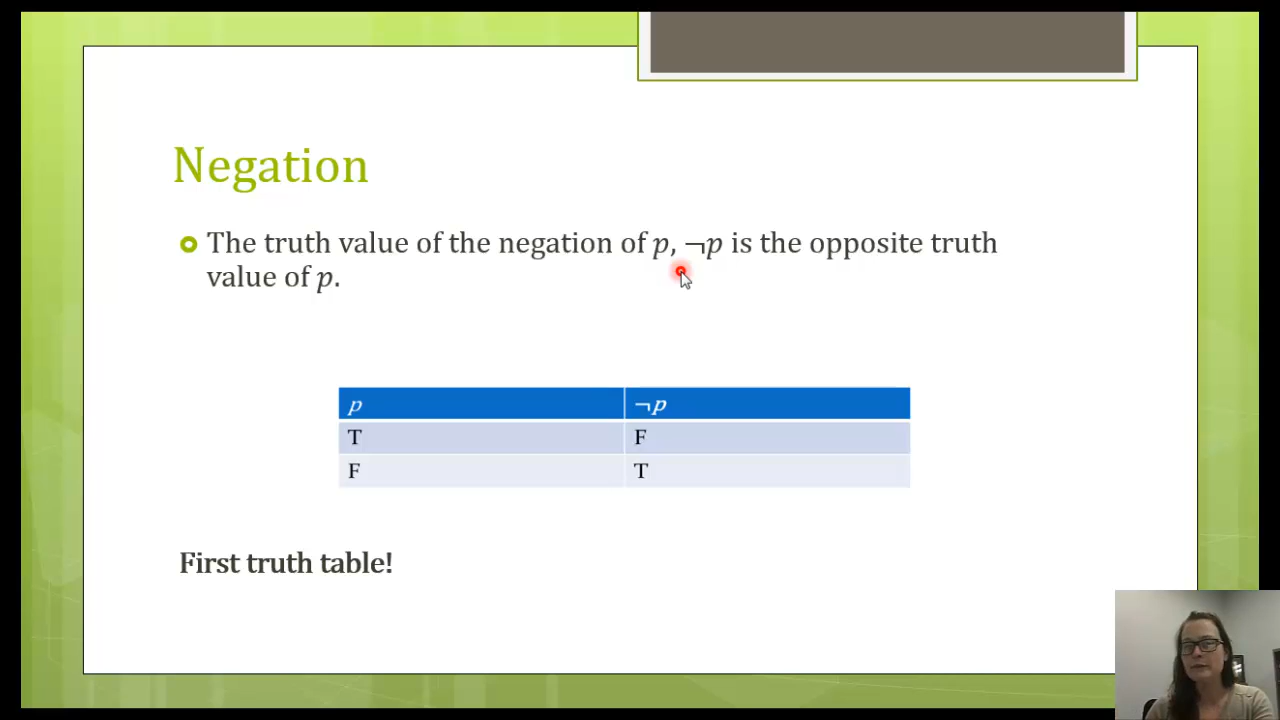 Negation
The truth value of the negation of p, ¬p is the opposite truth
value of p.
p ¬p
T F
F T
First truth table!